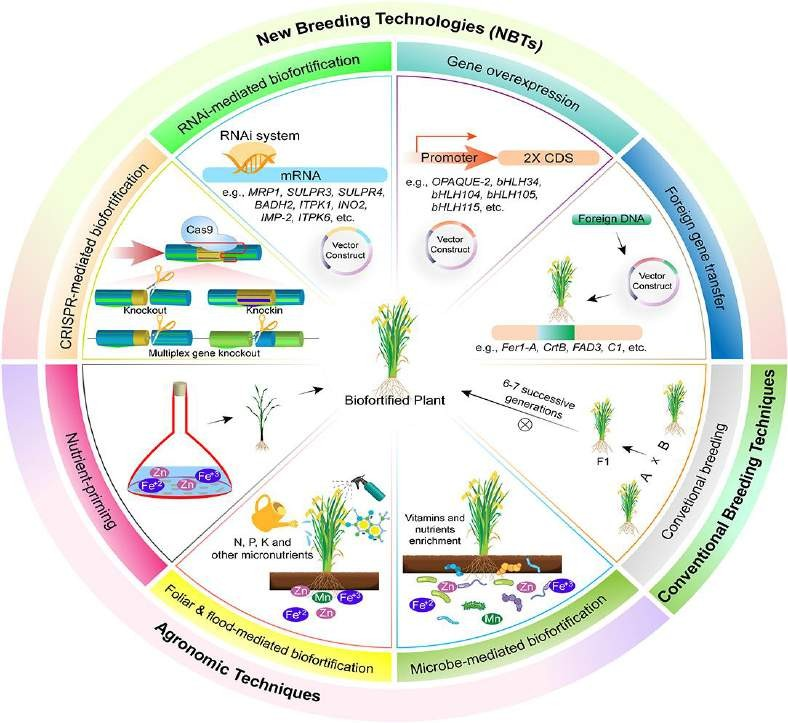 New Breeding Technologies (NBTs)
RNAi-mediated biofortification
Gene overexpression
CRISPR-mediated biofortification
Foreign gene transfer
RNAi system
mRNA
e.g., MRP1, SULPR3, SULPR4,
BADH2, ITPK1, INO2,
IMP-2, ITPK6, etc.
Vector
Construct
Promoter
2X CDS
e.g., OPAQUE-2, bHLH34,
bHLH104, bHLH105,
bHLH115, etc.
Vector
Construct
Foreign DNA
Vector
Construct
e.g., Fer1-A, CrtB, FAD3, C1, etc.
Cas9
Knockout
Knockin
Multiplex gene knockout
Biofortified Plant
6-7 successive
generations
F1
A x B
Convetional breeding
Conventional Breeding Techniques
Nutrient-priming
Zn
Fe+3
Fe+2
Zn
N, P, K and
other micronutrients
Zn
Mn
Fe+3
Fe+2
Zn
Foliar & flood-mediated biofortification
Vitamins and
nutrients
enrichment
Zn
Fe+3
Fe+2
Mn
Microbe-mediated biofortification
Agronomic Techniques